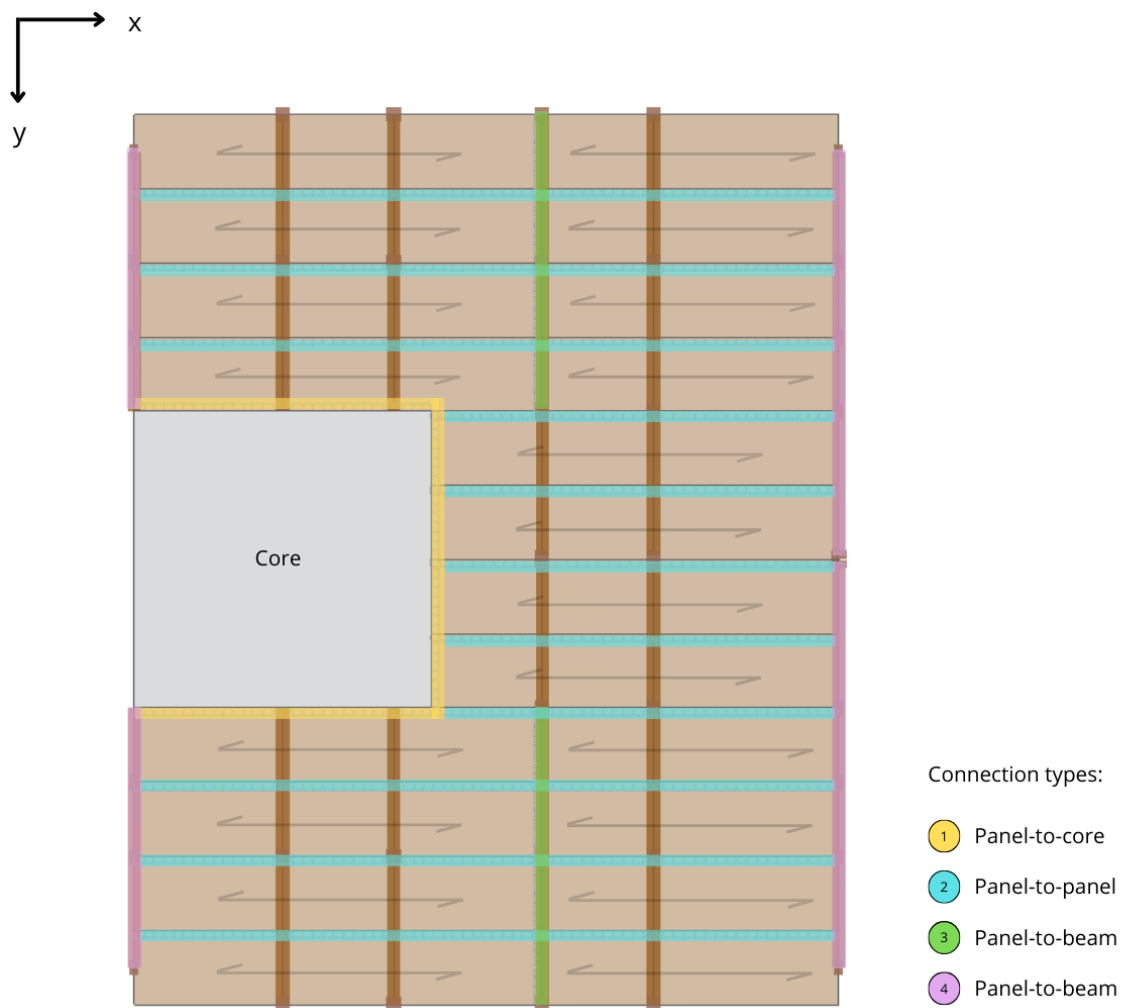 x
y
Core
Connection types:
1 Panel-to-core
2 Panel-to-panel
3 Panel-to-beam
4 Panel-to-beam